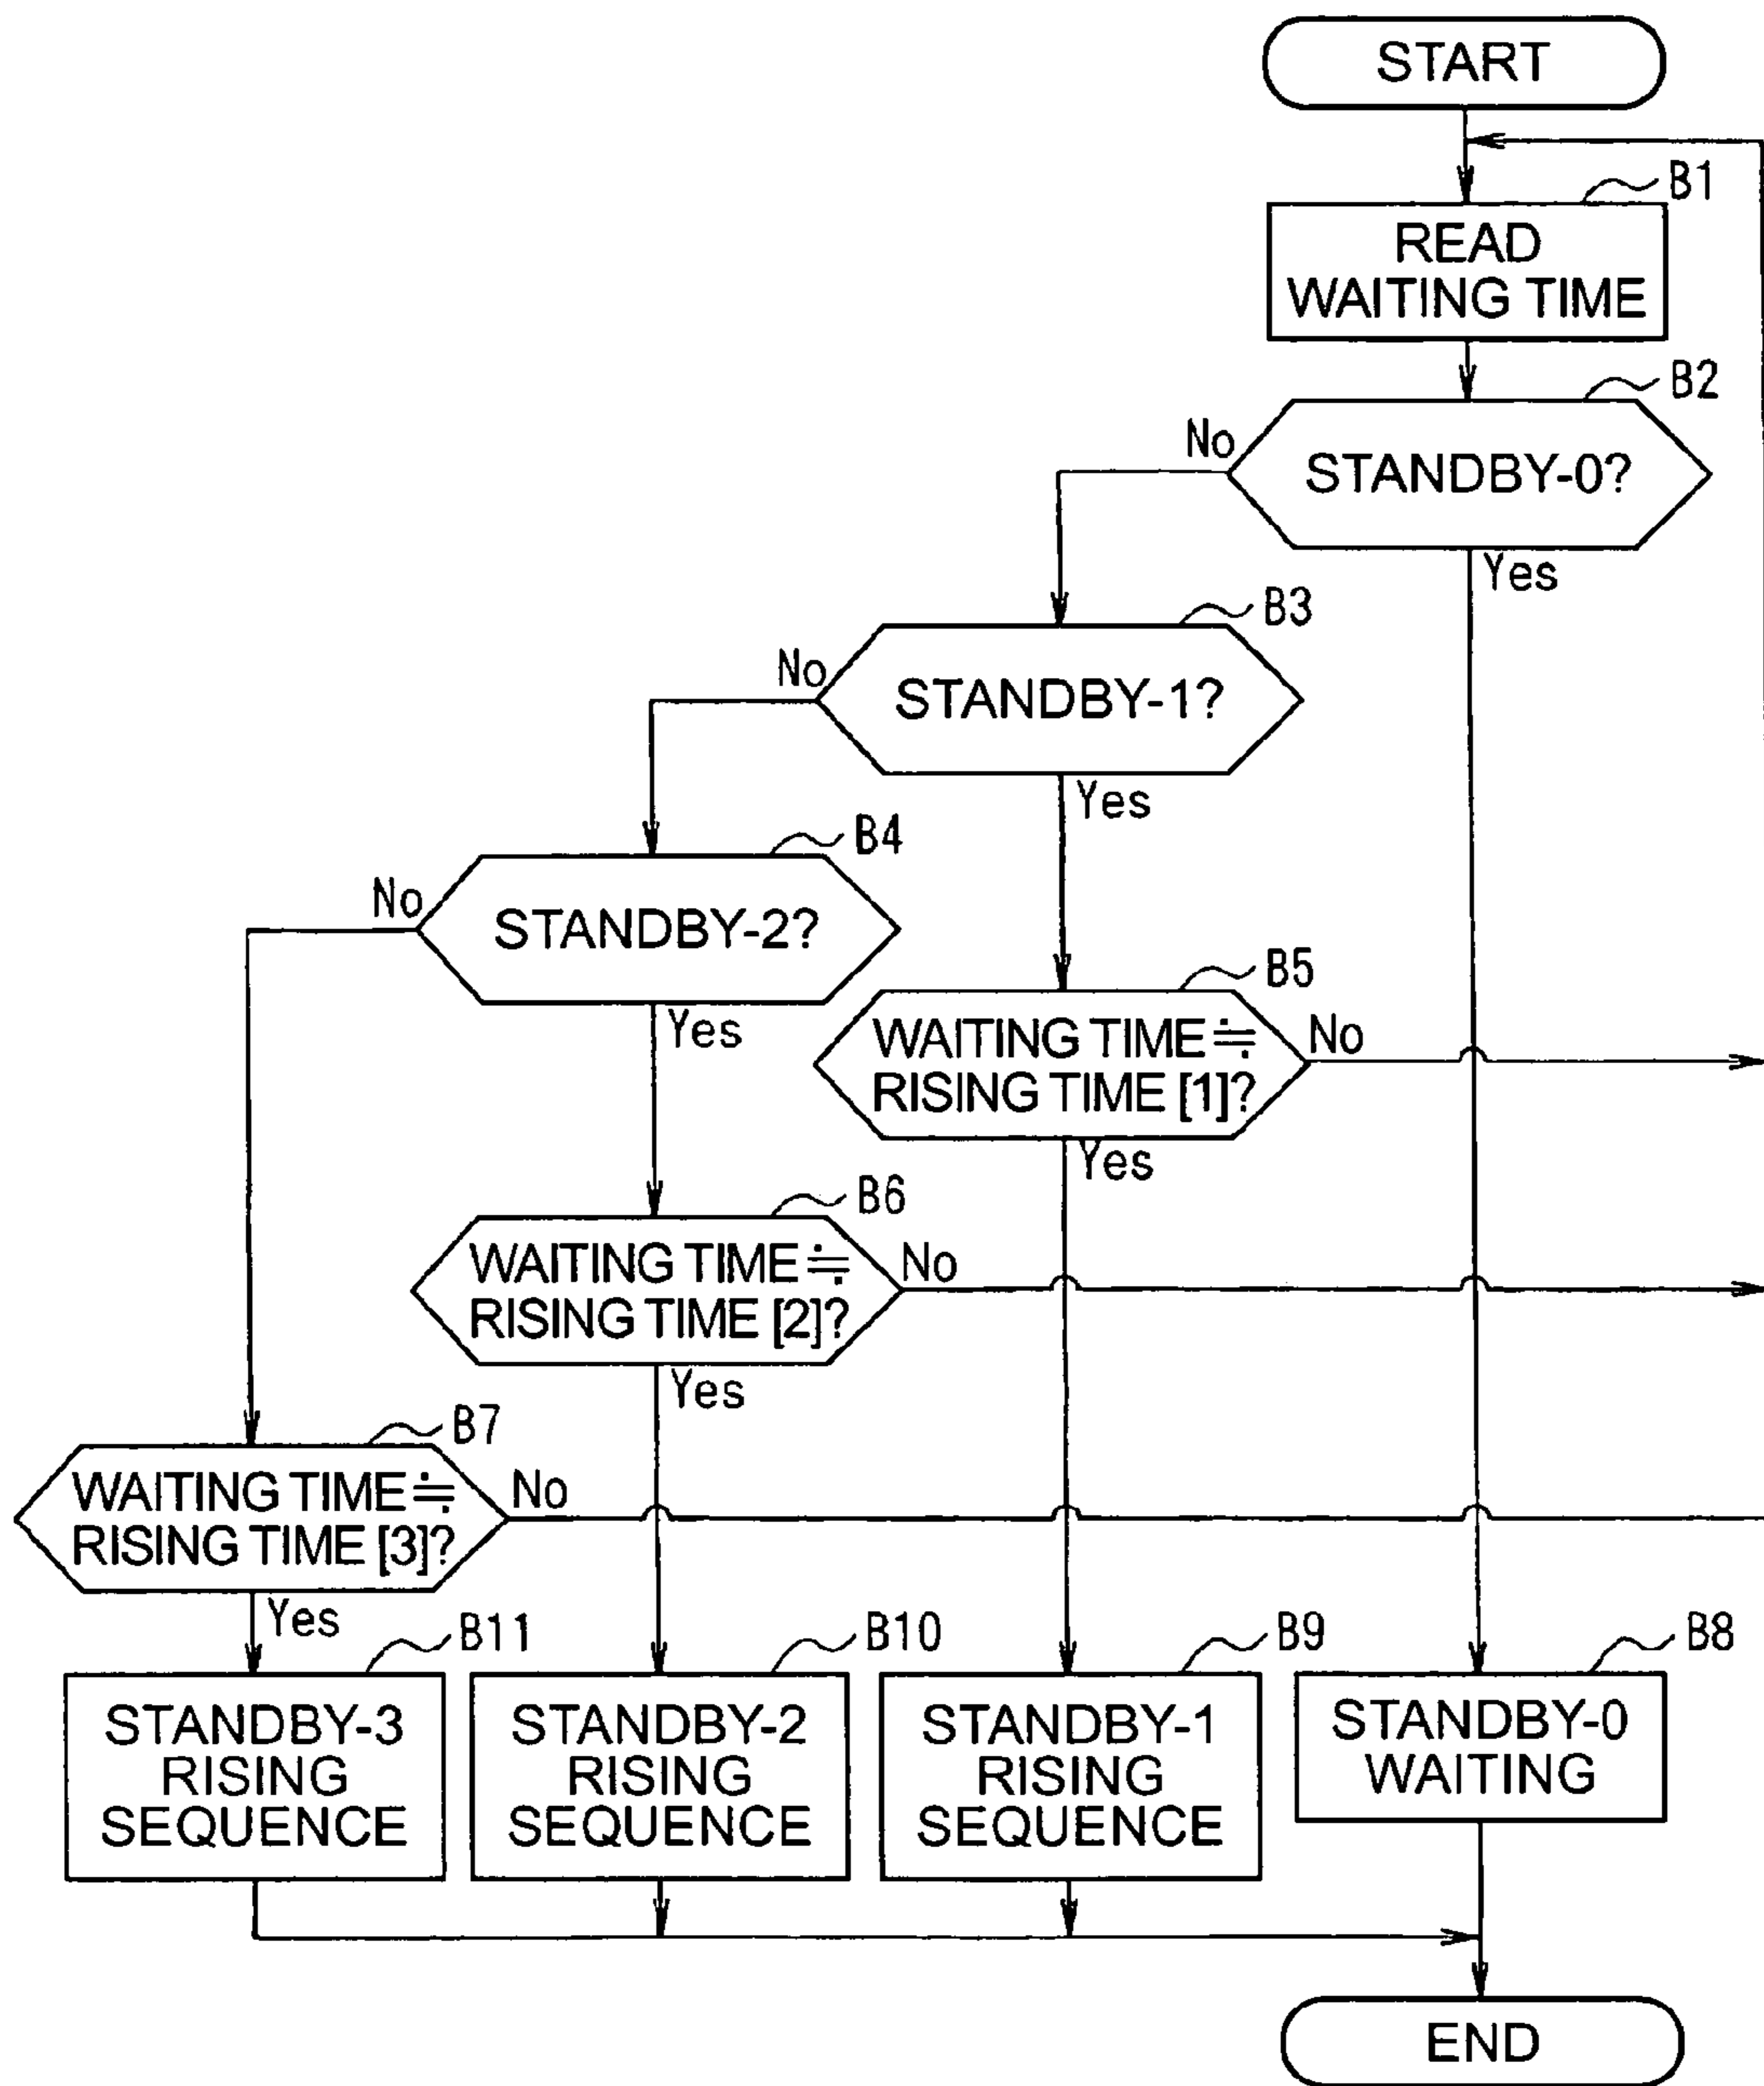 START
B1
READ
WAITING TIME
B2
No
STANDBY-0?
Yes
B3
No
STANDBY-1?
Yes
B4
No
STANDBY-2?
Yes
B5
WAITING TIME≒
RISING TIME [1]?
No
Yes
B6
WAITING TIME≒
RISING TIME [2]?
No
Yes
B7
WAITING TIME≒
RISING TIME [3]?
No
Yes
B11
STANDBY-3
RISING
SEQUENCE
B10
STANDBY-2
RISING
SEQUENCE
B9
STANDBY-1
RISING
SEQUENCE
B8
STANDBY-0
WAITING
END